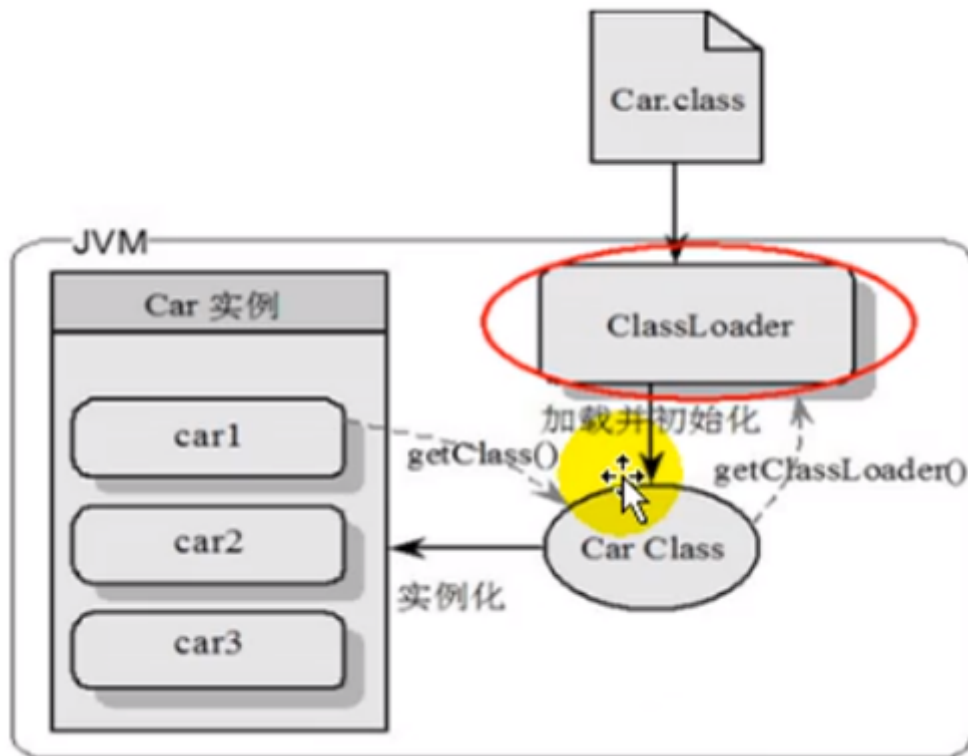 Car.class
JVM
Car 实例
ClassLoader
加载并初始化
car1
getClass()
getClassLoader()
car2
Car Class
实例化
car3